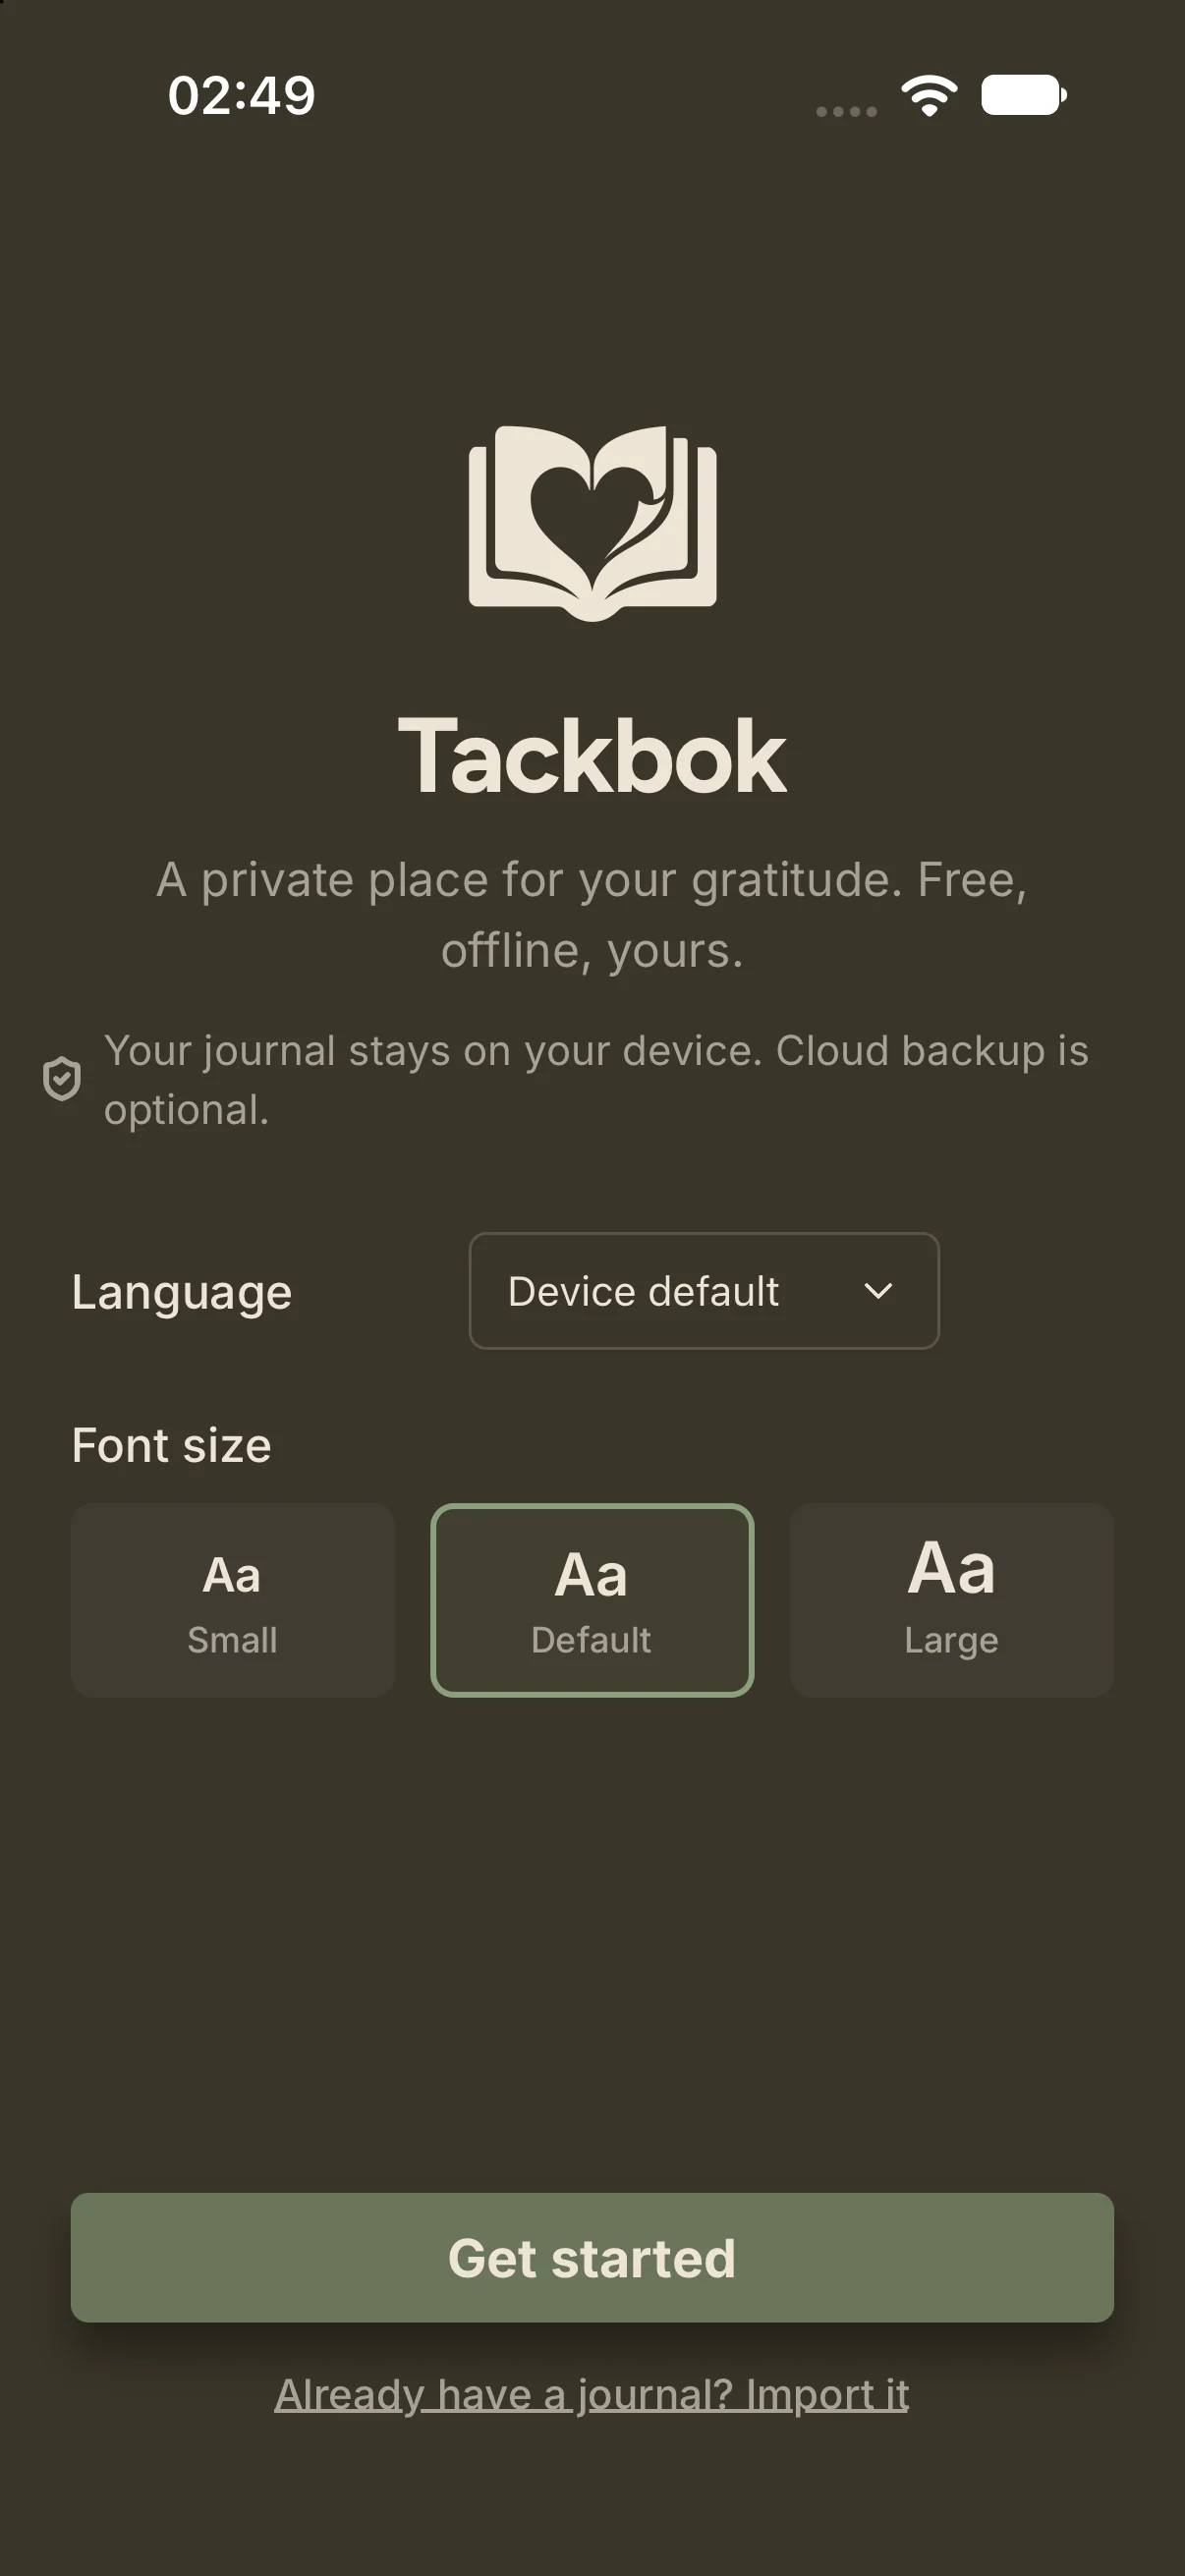 02:49
Tackbok
A private place for your gratitude. Free,
offline, yours.
Your journal stays on your device. Cloud backup is
optional.
Language
Device default
Font size
Aa
Small
Aa
Default
Aa
Large
Get started
Already have a journal? Import it